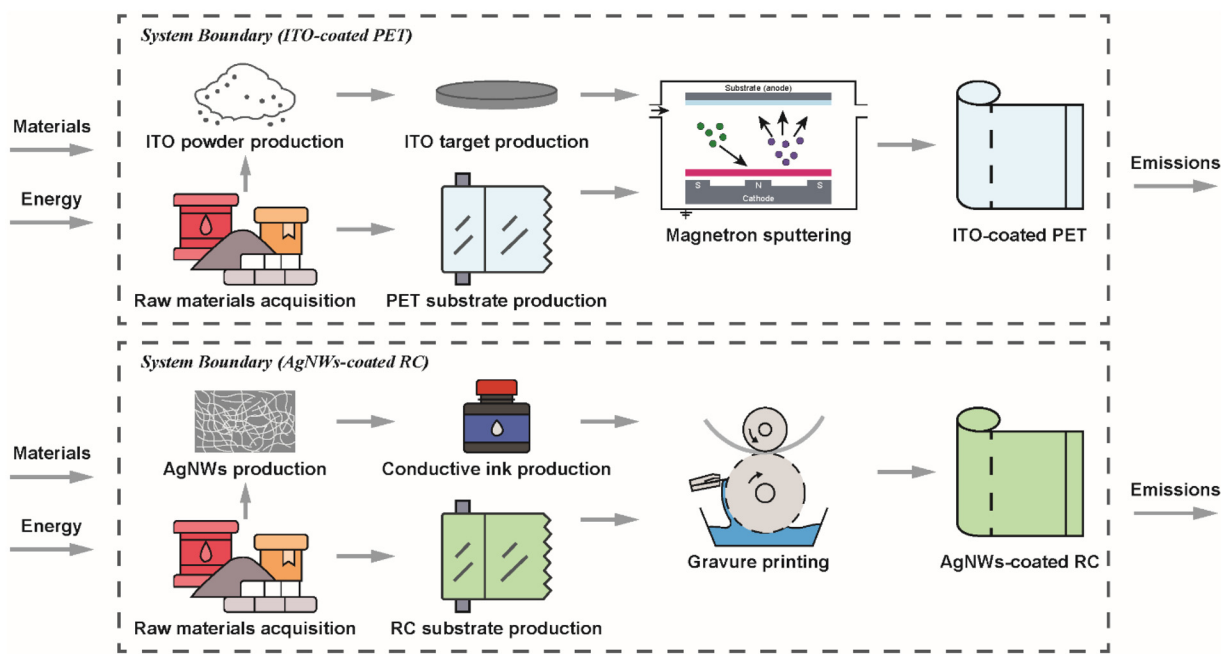 System Boundary (ITO-coated PET)
Materials
Energy
ITO powder production
ITO target production
Substrate (anode)
S
N
S
Cathode
Raw materials acquisition
PET substrate production
Magnetron sputtering
ITO-coated PET
Emissions
System Boundary (AgNWs-coated RC)
Materials
Energy
AgNWs production
Conductive ink production
Raw materials acquisition
RC substrate production
Gravure printing
AgNWs-coated RC
Emissions